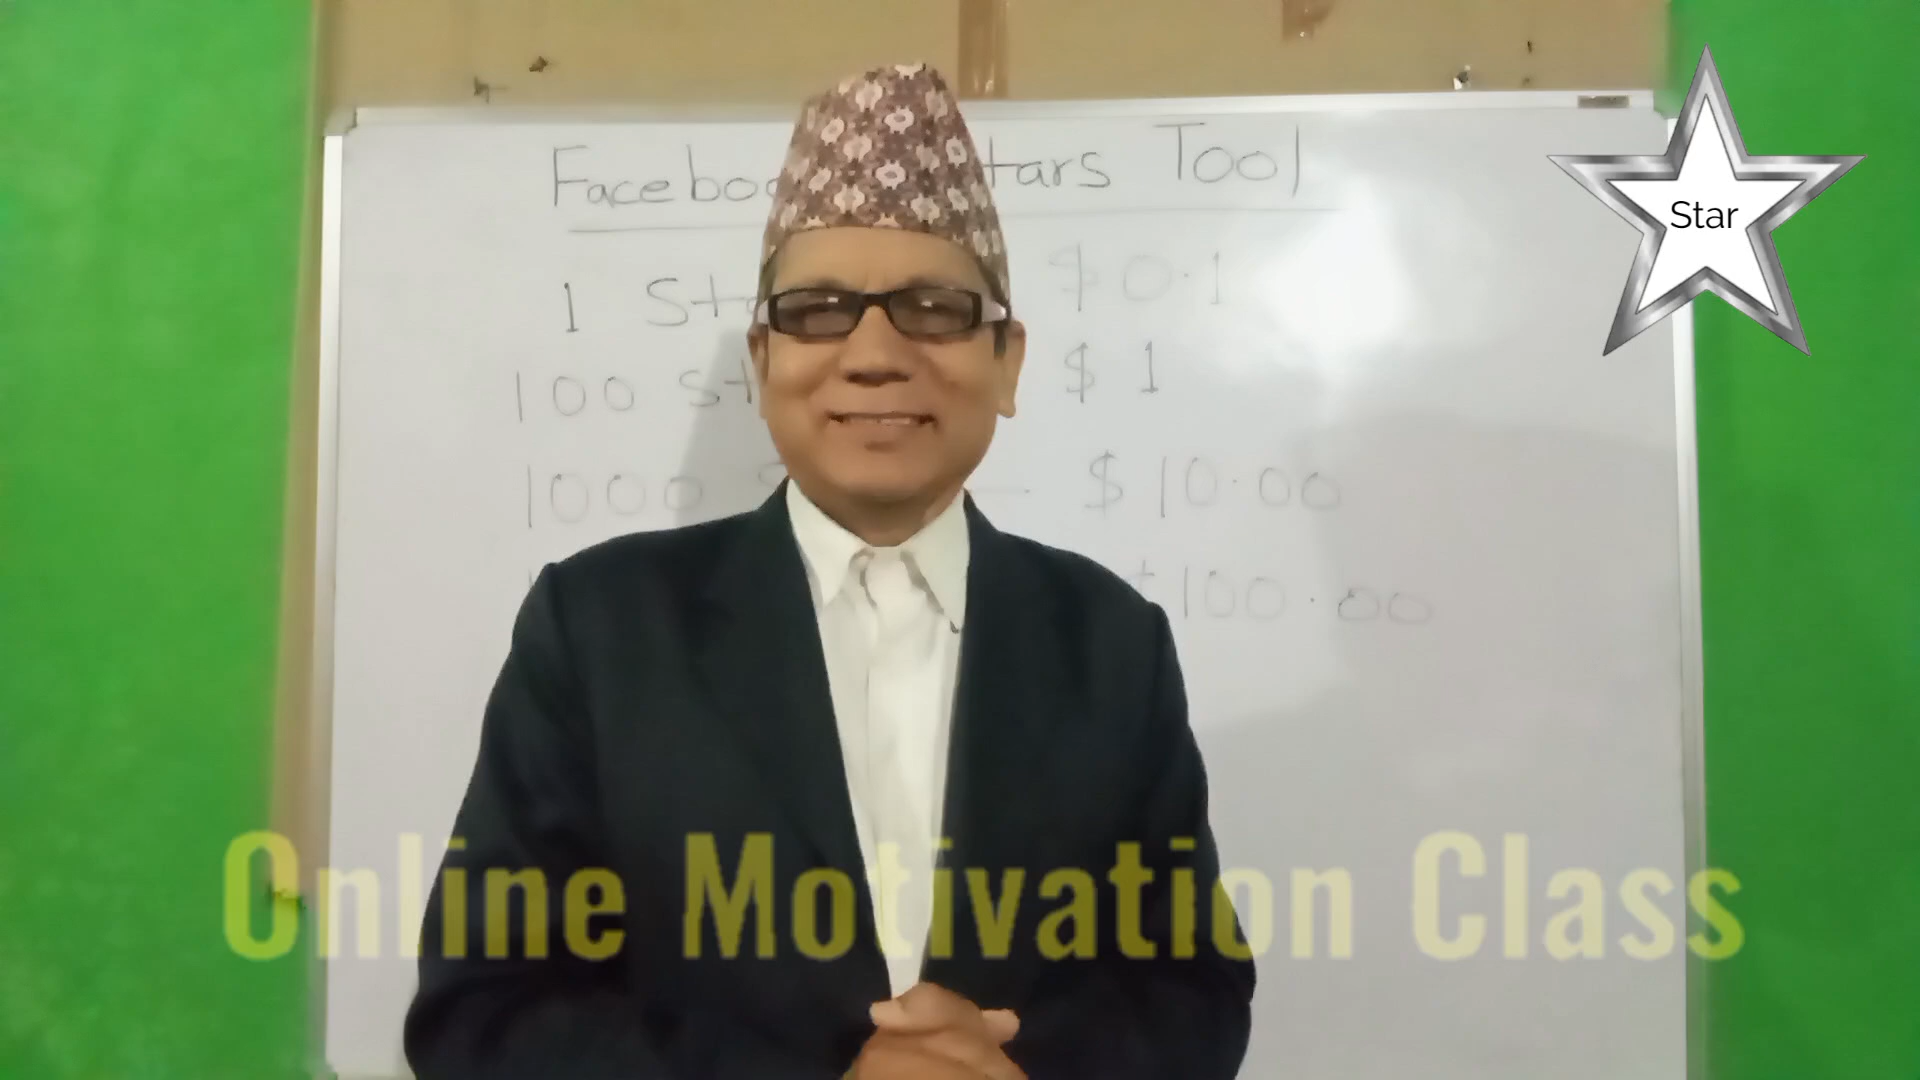 Facebo tars Tool
Star
1 St $0.1
100 St $ 1
1000 S — $10.00
$100.00
Online Motivation Class